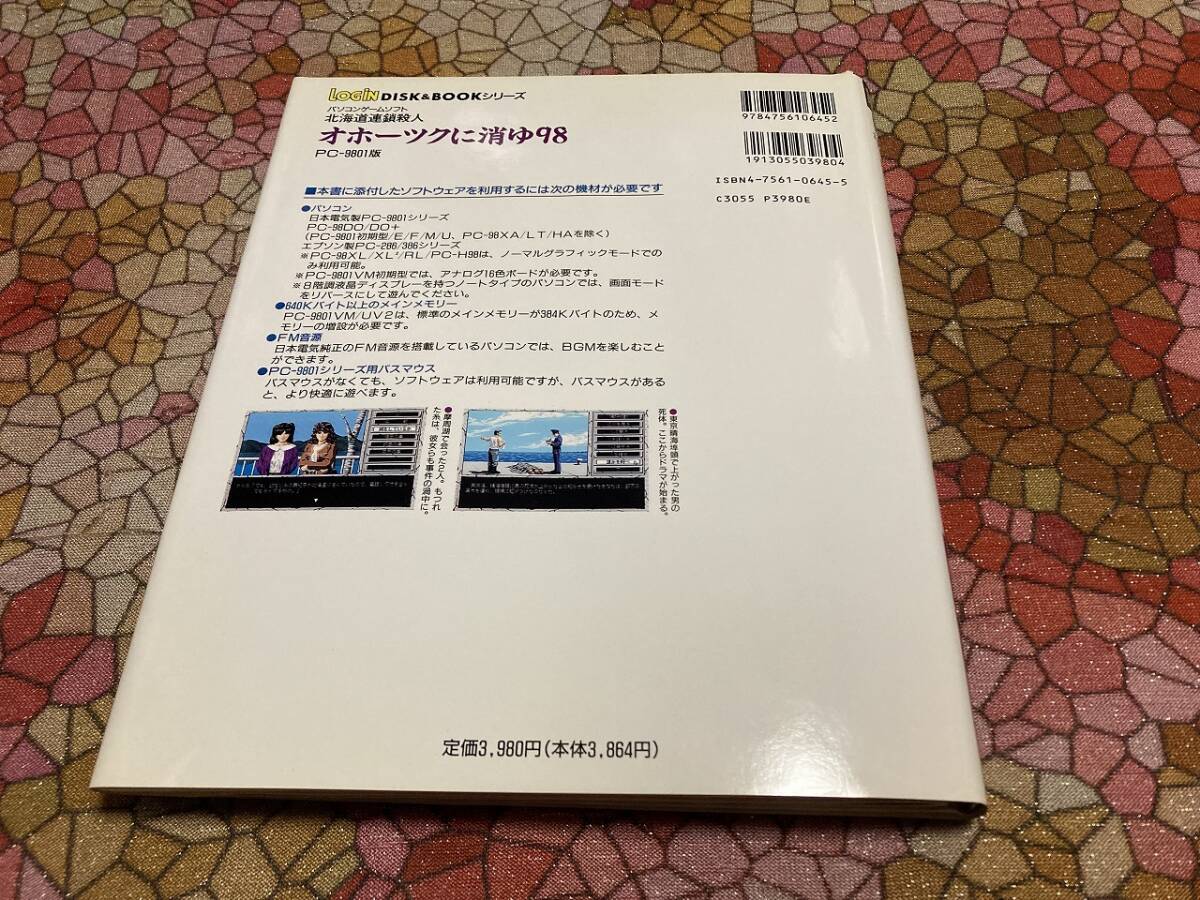 LOGiN DISK&BOOKシリーズ
パソコンゲームソフト
北海道連鎖殺人
オホーツクに消ゆ98
PC-9801版
9784756106452
1913055039804
ISBN4-7561-0645-5
C3055 P3980E
■本書に添付したソフトウェアを利用するには次の機材が必要です
●パソコン
日本電気製PC-9801シリーズ
PC-98DO/DO+
(PC-9801初期型/E/F/M/U、PC-98XA/LT/HAを除く)
エプソン製PC-286/386シリーズ
※PC-98XL/XL²/RL/PC-H98は、ノーマルグラフィックモードでの
み利用可能。
※PC-9801VM初期型では、アナログ16色ボードが必要です。
※8階調液晶ディスプレーを持つノートタイプのパソコンでは、画面モード
をリバースにして遊んでください。
●640Kバイト以上のメインメモリー
PC-9801VM/UV2は、標準のメインメモリーが384Kバイトのため、メ
モリーの増設が必要です。
●FM音源
日本電気純正のFM音源を搭載しているパソコンでは、BGMを楽しむこと
ができます。
●PC-9801シリーズ用バスマウス
バスマウスがなくても、ソフトウェアは利用可能ですが、バスマウスがある
と、より快適に遊べます。
●摩周湖で会った2人。もつれ
た糸は、彼女らも事件の渦中に。
●東京晴海埠頭で上がった男の
死体。ここからドラマが始まる。
定価3,980円(本体3,864円)